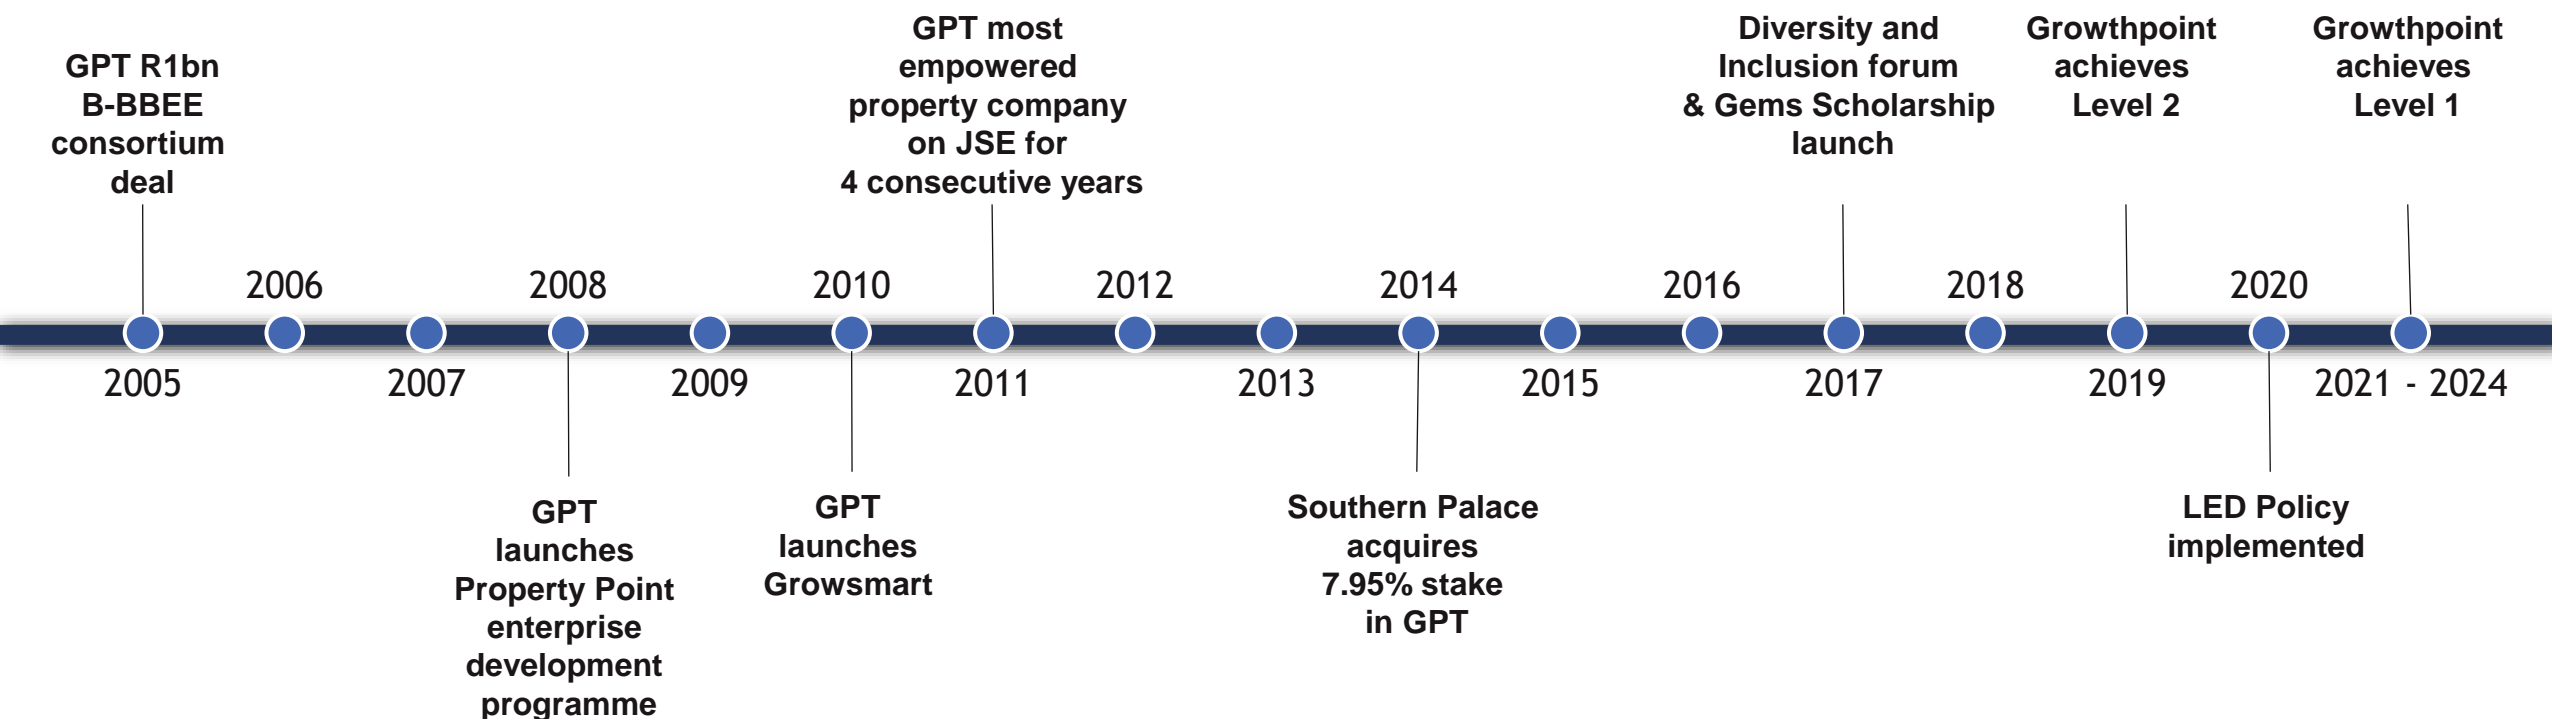 GPT R1bn
B-BBEE
consortium
deal
GPT most
empowered
property company
on JSE for
4 consecutive years
Diversity and
Inclusion forum
& Gems Scholarship
launch
Growthpoint
achieves
Level 2
Growthpoint
achieves
Level 1
2006
2008
2010
2012
2014
2016
2018
2020
2005
2007
2009
2011
2013
2015
2017
2019
2021 - 2024
GPT
launches
Property Point
enterprise
development
programme
GPT
launches
Growsmart
Southern Palace
acquires
7.95% stake
in GPT
LED Policy
implemented